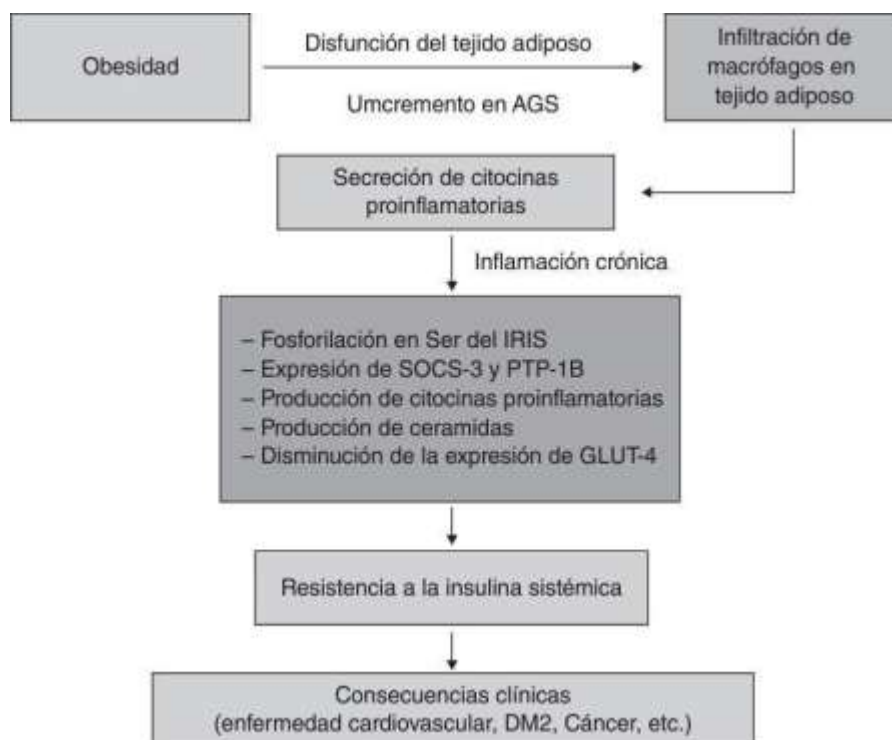 Obesidad
Disfunción del tejido adiposo
Umcremento en AGS
Infiltración de
macrófagos en
tejido adiposo
Secreción de citocinas
proinflamatorias
Inflamación crónica
– Fosforilación en Ser del IRIS
– Expresión de SOCS-3 y PTP-1B
– Producción de citocinas proinflamatorias
– Producción de ceramidas
– Disminución de la expresión de GLUT-4
Resistencia a la insulina sistémica
Consecuencias clínicas
(enfermedad cardiovascular, DM2, Cáncer, etc.)